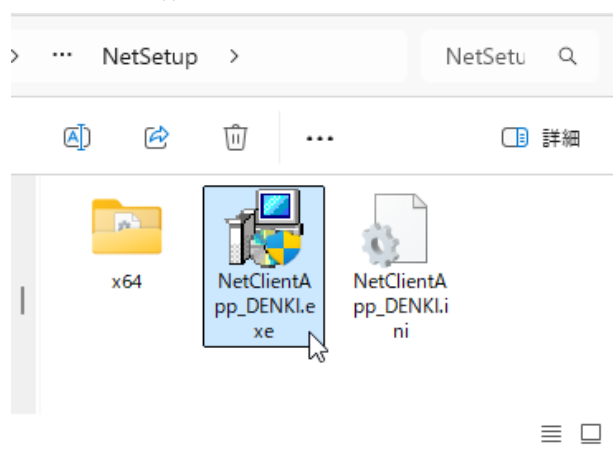 NetSetup
NetSetu
詳細
x64
NetClientA
pp_DENKI.e
xe
NetClientA
pp_DENKI.i
ni